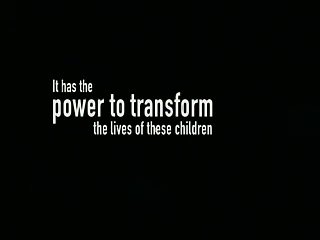 It has the
power to transform
the lives of these children